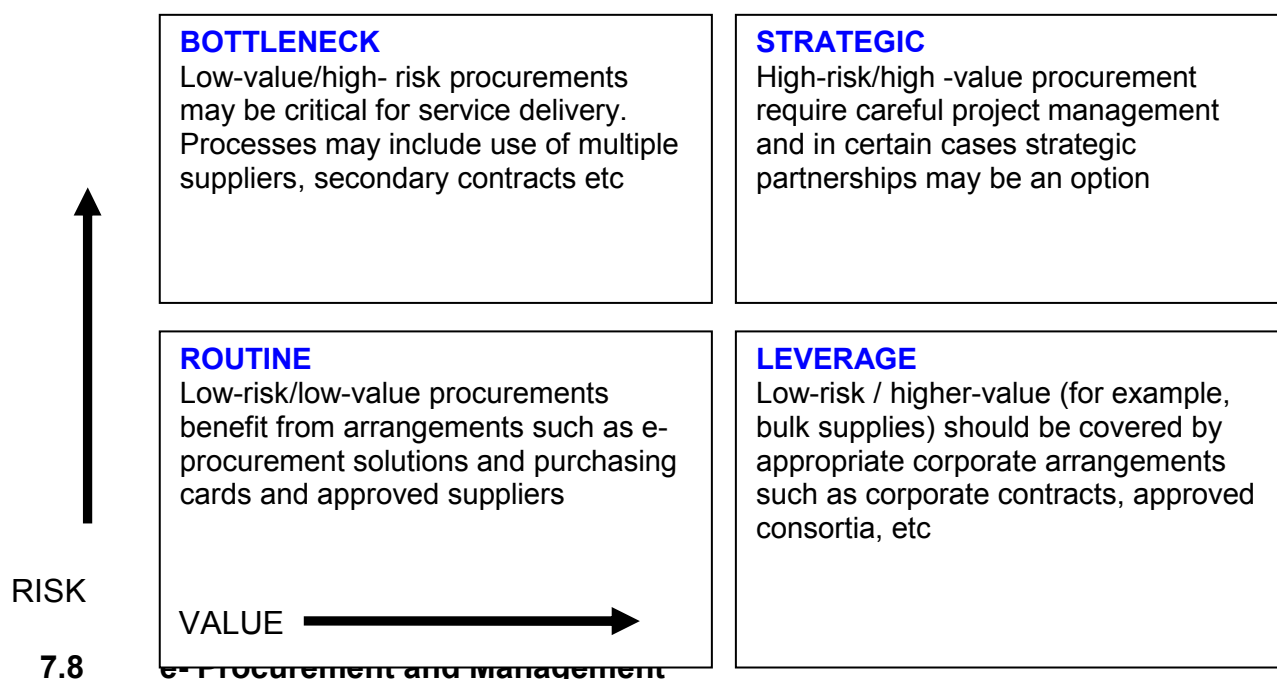 BOTTLENECK
Low-value/high- risk procurements
may be critical for service delivery.
Processes may include use of multiple
suppliers, secondary contracts etc
STRATEGIC
High-risk/high -value procurement
require careful project management
and in certain cases strategic
partnerships may be an option
ROUTINE
Low-risk/low-value procurements
benefit from arrangements such as e-
procurement solutions and purchasing
cards and approved suppliers
LEVERAGE
Low-risk / higher-value (for example,
bulk supplies) should be covered by
appropriate corporate arrangements
such as corporate contracts, approved
consortia, etc
RISK
VALUE
7.8 e- Procurement and Management